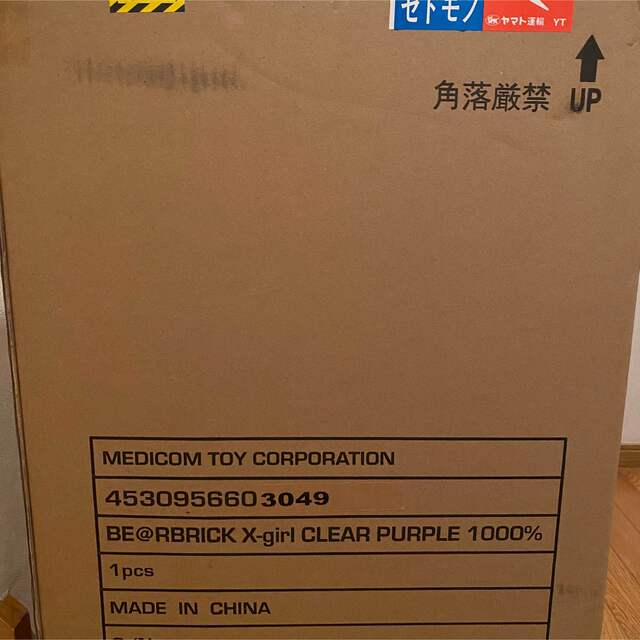 セトモノ
ヤマト運輸 YT
角落厳禁 UP
MEDICOM TOY CORPORATION
4530956603049
BE@RBRICK X-girl CLEAR PURPLE 1000%
1pcs
MADE IN CHINA